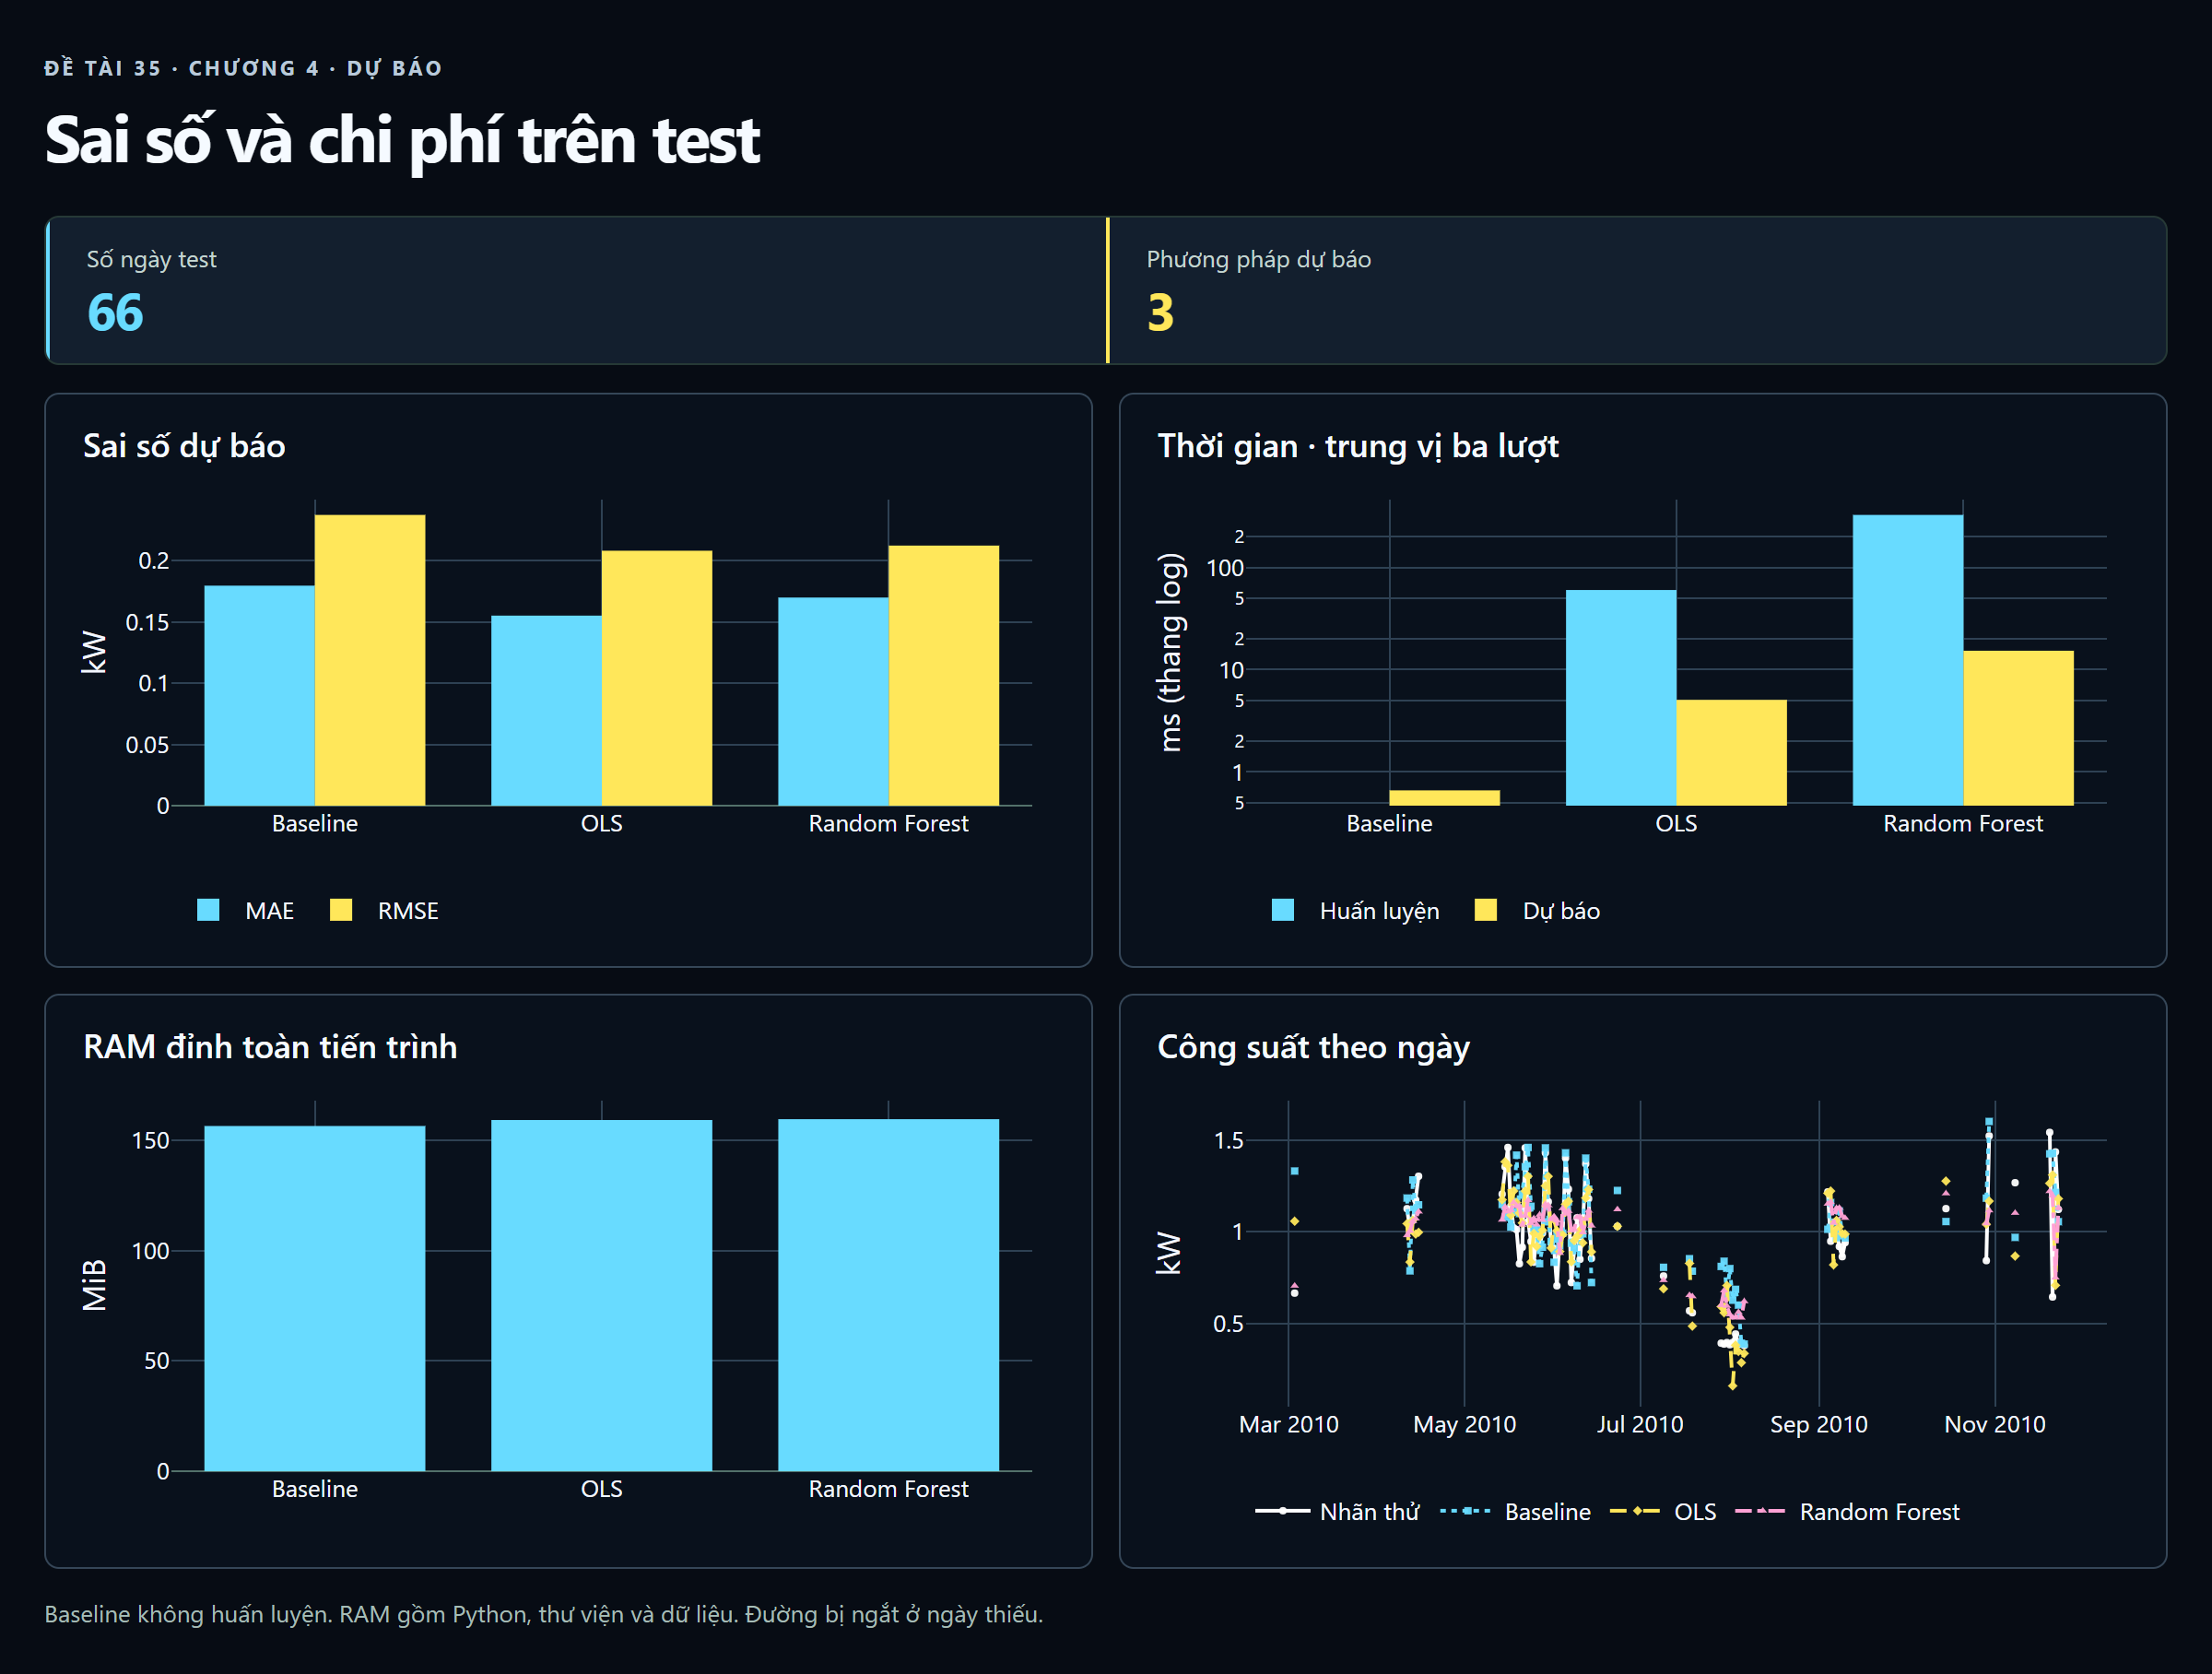 ĐỀ TÀI 35 · CHƯƠNG 4 · DỰ BÁO
Sai số và chi phí trên test
Số ngày test
66
Phương pháp dự báo
3
Sai số dự báo
kW
0.2
0.15
0.1
0.05
0
Baseline
OLS
Random Forest
MAE
RMSE
Thời gian · trung vị ba lượt
ms (thang log)
2
100
5
2
10
5
2
1
5
Baseline
OLS
Random Forest
Huấn luyện
Dự báo
RAM đỉnh toàn tiến trình
MiB
150
100
50
0
Baseline
OLS
Random Forest
Công suất theo ngày
kW
1.5
1
0.5
Mar 2010
May 2010
Jul 2010
Sep 2010
Nov 2010
Nhãn thử
Baseline
OLS
Random Forest
Baseline không huấn luyện. RAM gồm Python, thư viện và dữ liệu. Đường bị ngắt ở ngày thiếu.